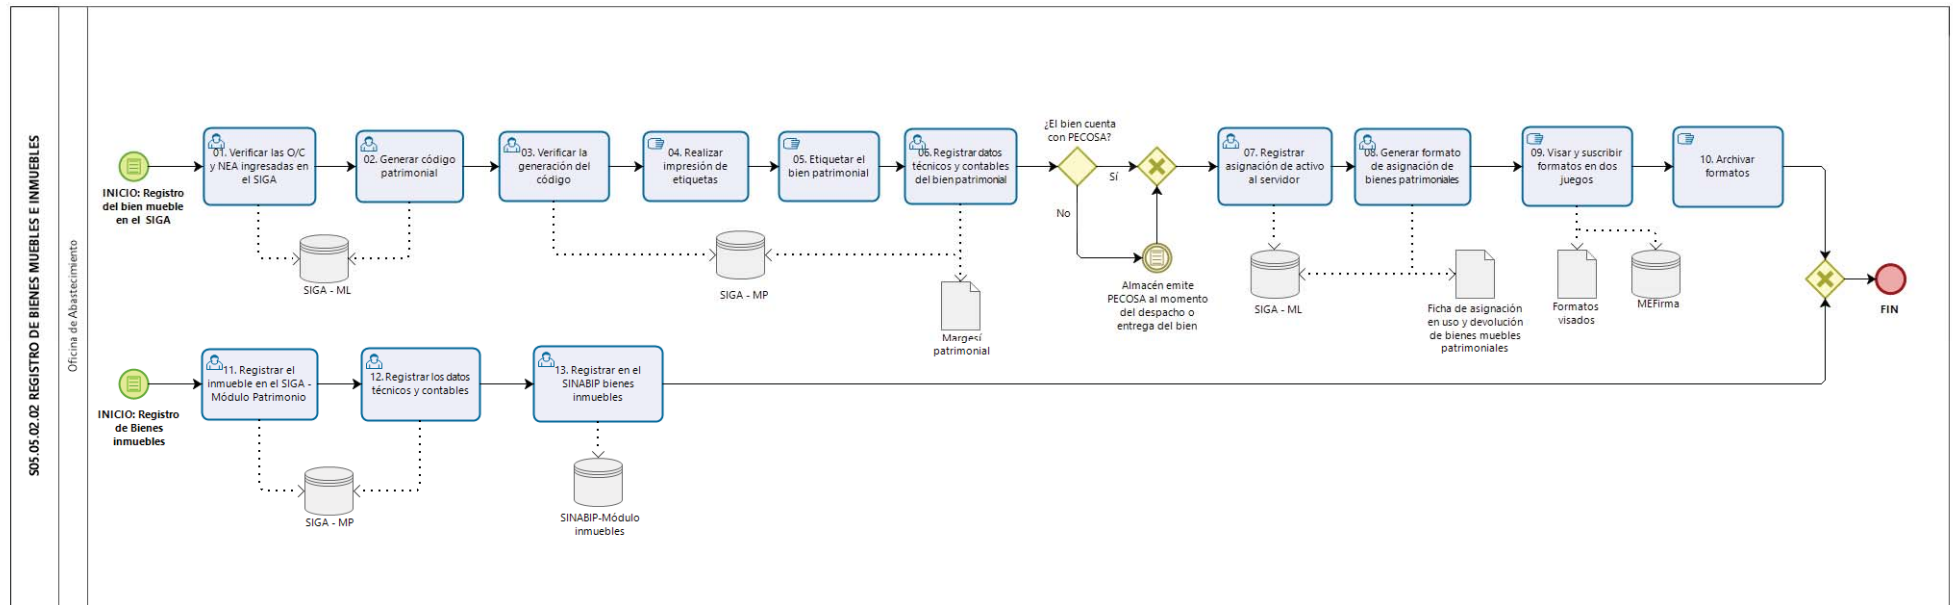 S05.05.02.02 REGISTRO DE BIENES MUEBLES E INMUEBLES
Oficina de Abastecimiento
INICIO: Registro
del bien mueble
en el SIGA
01. Verificar las O/C
y NEA ingresadas en
el SIGA
02. Generar código
patrimonial
03. Verificar la
generación del
código
04. Realizar
impresión de
etiquetas
05. Etiquetar el
bien patrimonial
06. Registrar datos
técnicos y contables
del bien patrimonial
¿El bien cuenta
con PECOSA?
Sí
No
Almacén emite
PECOSA al momento
del despacho o
entrega del bien
07. Registrar
asignación de activo
al servidor
08. Generar formato
de asignación de
bienes patrimoniales
09. Visar y suscribir
formatos en dos
juegos
10. Archivar
formatos
SIGA - ML
SIGA - MP
Margesí
patrimonial
SIGA - ML
Ficha de asignación
en uso y devolución
de bienes muebles
patrimoniales
Formatos
visados
MEFirma
FIN
INICIO: Registro
de Bienes
inmuebles
11. Registrar el
inmueble en el SIGA -
Módulo Patrimonio
12. Registrar los datos
técnicos y contables
13. Registrar en el
SINABIP bienes
inmuebles
SIGA - MP
SINABIP-Módulo
inmuebles